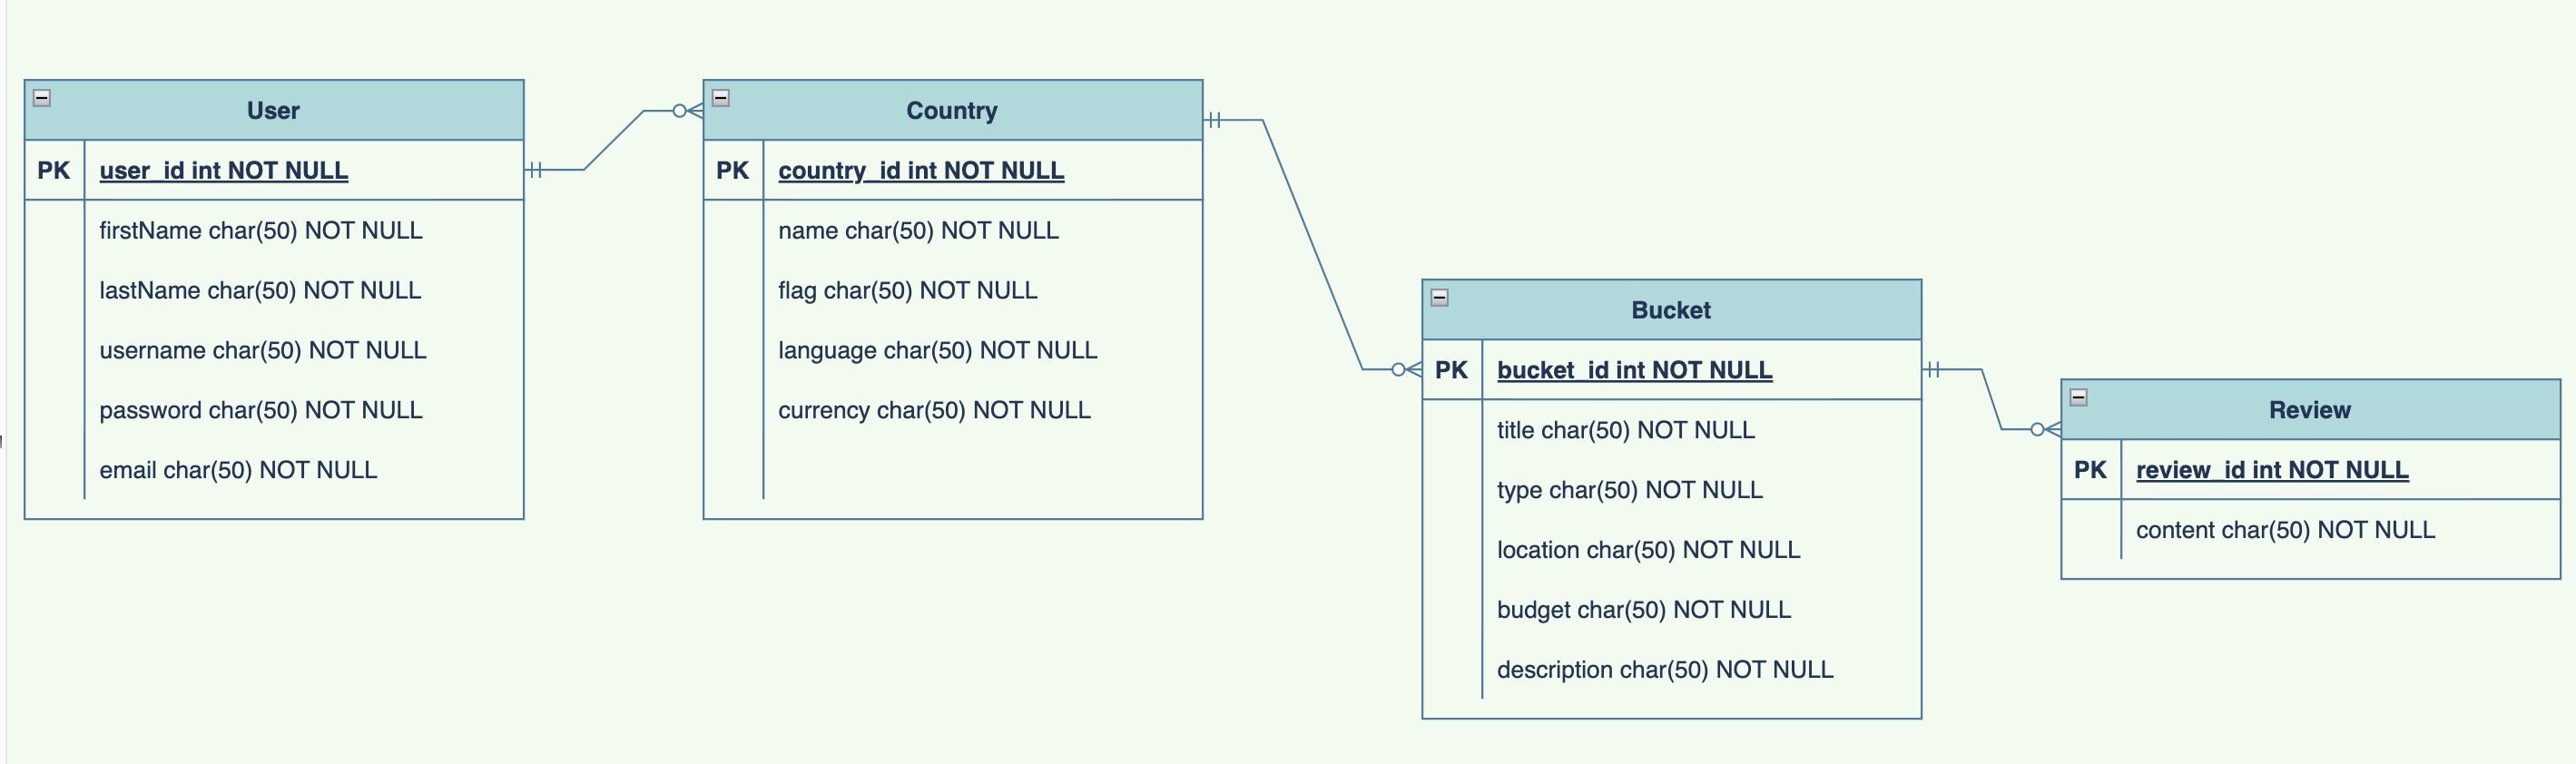 User
PK user_id int NOT NULL
firstName char(50) NOT NULL
lastName char(50) NOT NULL
username char(50) NOT NULL
password char(50) NOT NULL
email char(50) NOT NULL
Country
PK country_id int NOT NULL
name char(50) NOT NULL
flag char(50) NOT NULL
language char(50) NOT NULL
currency char(50) NOT NULL
Bucket
PK bucket_id int NOT NULL
title char(50) NOT NULL
type char(50) NOT NULL
location char(50) NOT NULL
budget char(50) NOT NULL
description char(50) NOT NULL
Review
PK review_id int NOT NULL
content char(50) NOT NULL